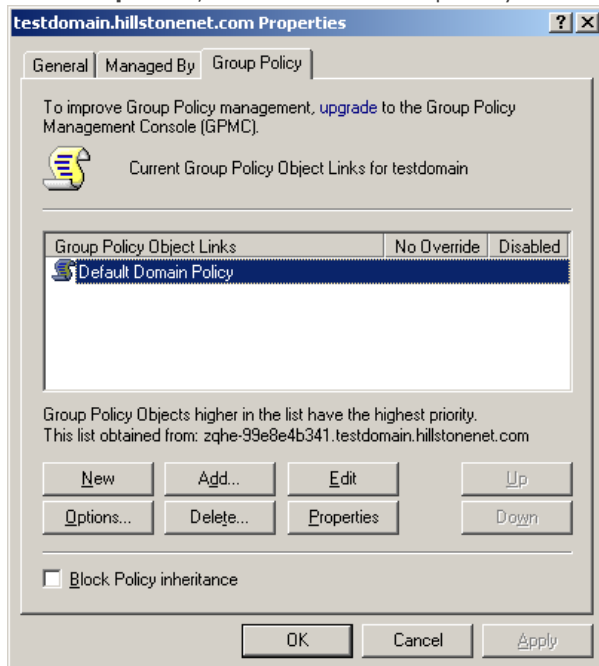 testdomain.hillstonenet.com Properties
General Managed By Group Policy
To improve Group Policy management, upgrade to the Group Policy
Management Console (GPMC).
Current Group Policy Object Links for testdomain
Group Policy Object Links No Override Disabled
Default Domain Policy
Group Policy Objects higher in the list have the highest priority.
This list obtained from: zqhe-99e8e4b341.testdomain.hillstonenet.com
New Add... Edit Up
Options... Delete... Properties Down
Block Policy inheritance
OK Cancel Apply